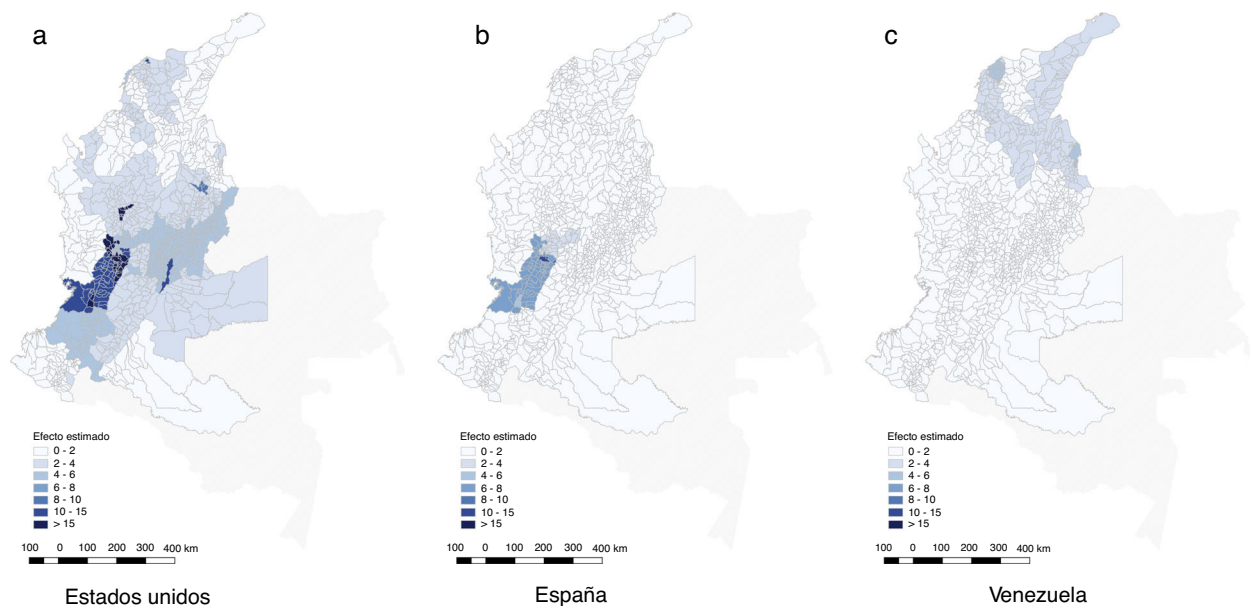 a
Efecto estimado
0 - 2
2 - 4
4 - 6
6 - 8
8 - 10
10 - 15
> 15
100 0 100 200 300 400 km
Estados unidos
b
Efecto estimado
0 - 2
2 - 4
4 - 6
6 - 8
8 - 10
10 - 15
> 15
100 0 100 200 300 400 km
España
c
Efecto estimado
0 - 2
2 - 4
4 - 6
6 - 8
8 - 10
10 - 15
> 15
100 0 100 200 300 400 km
Venezuela